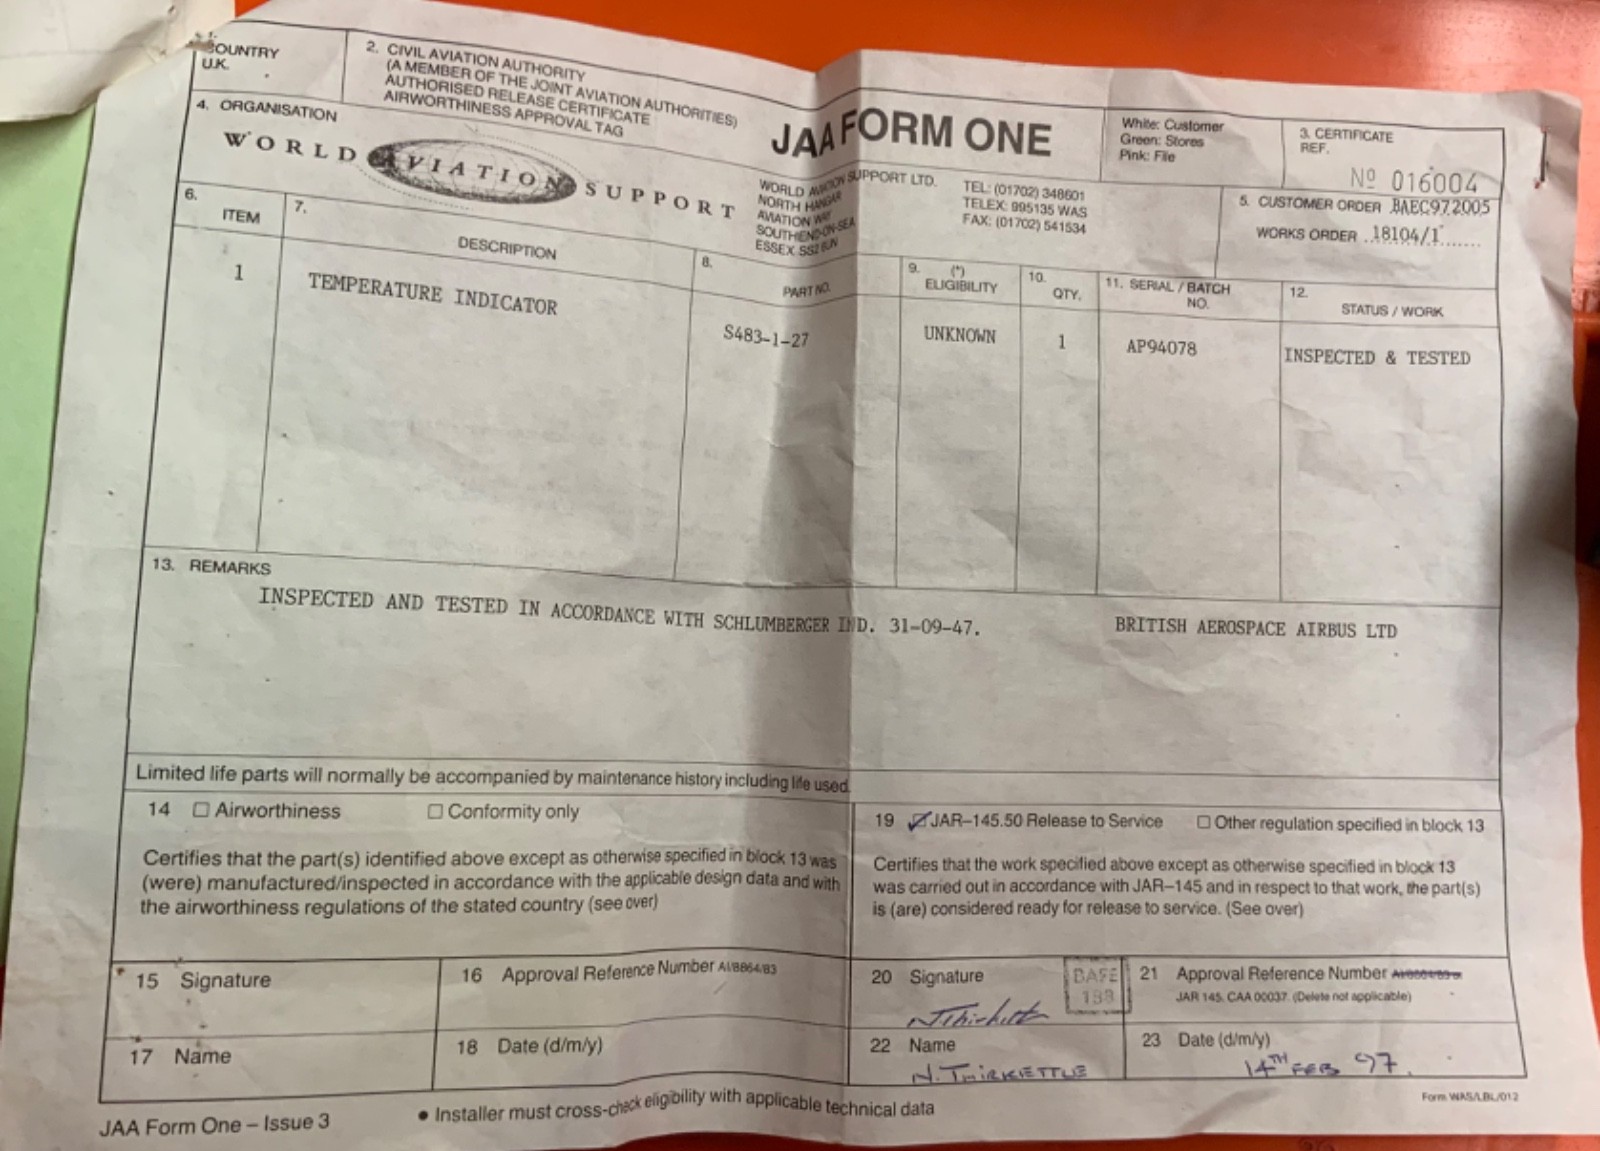 COUNTRY
U.K.
2. CIVIL AVIATION AUTHORITY
(A MEMBER OF THE JOINT AVIATION AUTHORITIES)
AUTHORISED RELEASE CERTIFICATE
AIRWORTHINESS APPROVAL TAG
JAA FORM ONE
White: Customer
Green: Stores
Pink: File
3. CERTIFICATE
REF.
Nº 016004
4. ORGANISATION
WORLD AVIATION SUPPORT
WORLD AVIATION SUPPORT LTD.
NORTH HANGAR
AVIATION WAY
SOUTHEND-ON-SEA
ESSEX SS2 6UN
TEL: (01702) 348601
TELEX: 995135 WAS
FAX: (01702) 541534
5. CUSTOMER ORDER BAEC972005
WORKS ORDER 18104/1
6. ITEM
7. DESCRIPTION
8. PART NO.
9. (*) ELIGIBILITY
10. QTY.
11. SERIAL / BATCH NO.
12. STATUS / WORK
1 TEMPERATURE INDICATOR S483-1-27 UNKNOWN 1 AP94078 INSPECTED & TESTED
13. REMARKS
INSPECTED AND TESTED IN ACCORDANCE WITH SCHLUMBERGER IND. 31-09-47. BRITISH AEROSPACE AIRBUS LTD
Limited life parts will normally be accompanied by maintenance history including life used.
14 Airworthiness Conformity only
Certifies that the part(s) identified above except as otherwise specified in block 13 was
(were) manufactured/inspected in accordance with the applicable design data and with
the airworthiness regulations of the stated country (see over)
19 JAR-145.50 Release to Service Other regulation specified in block 13
Certifies that the work specified above except as otherwise specified in block 13
was carried out in accordance with JAR-145 and in respect to that work, the part(s)
is (are) considered ready for release to service. (See over)
15 Signature
16 Approval Reference Number AI/8864/83
17 Name
18 Date (d/m/y)
20 Signature
N Thirkettle
21 Approval Reference Number
JAR 145. CAA 00037. (Delete not applicable)
22 Name
N. THIRKETTLE
23 Date (d/m/y)
14TH FEB 97.
JAA Form One – Issue 3
• Installer must cross-check eligibility with applicable technical data
Form WAS/LBL/012